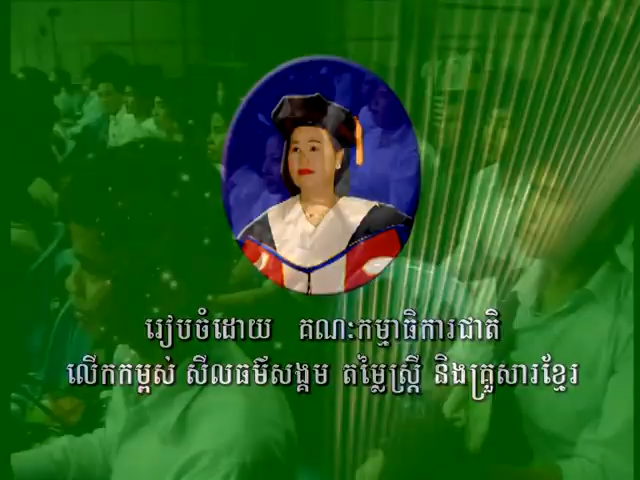 រៀបចំដោយ គណៈកម្មាធិការជាតិ
លើកកម្ពស់ សីលធម៌សង្គម តម្លៃស្ត្រី និងគ្រួសារខ្មែរ